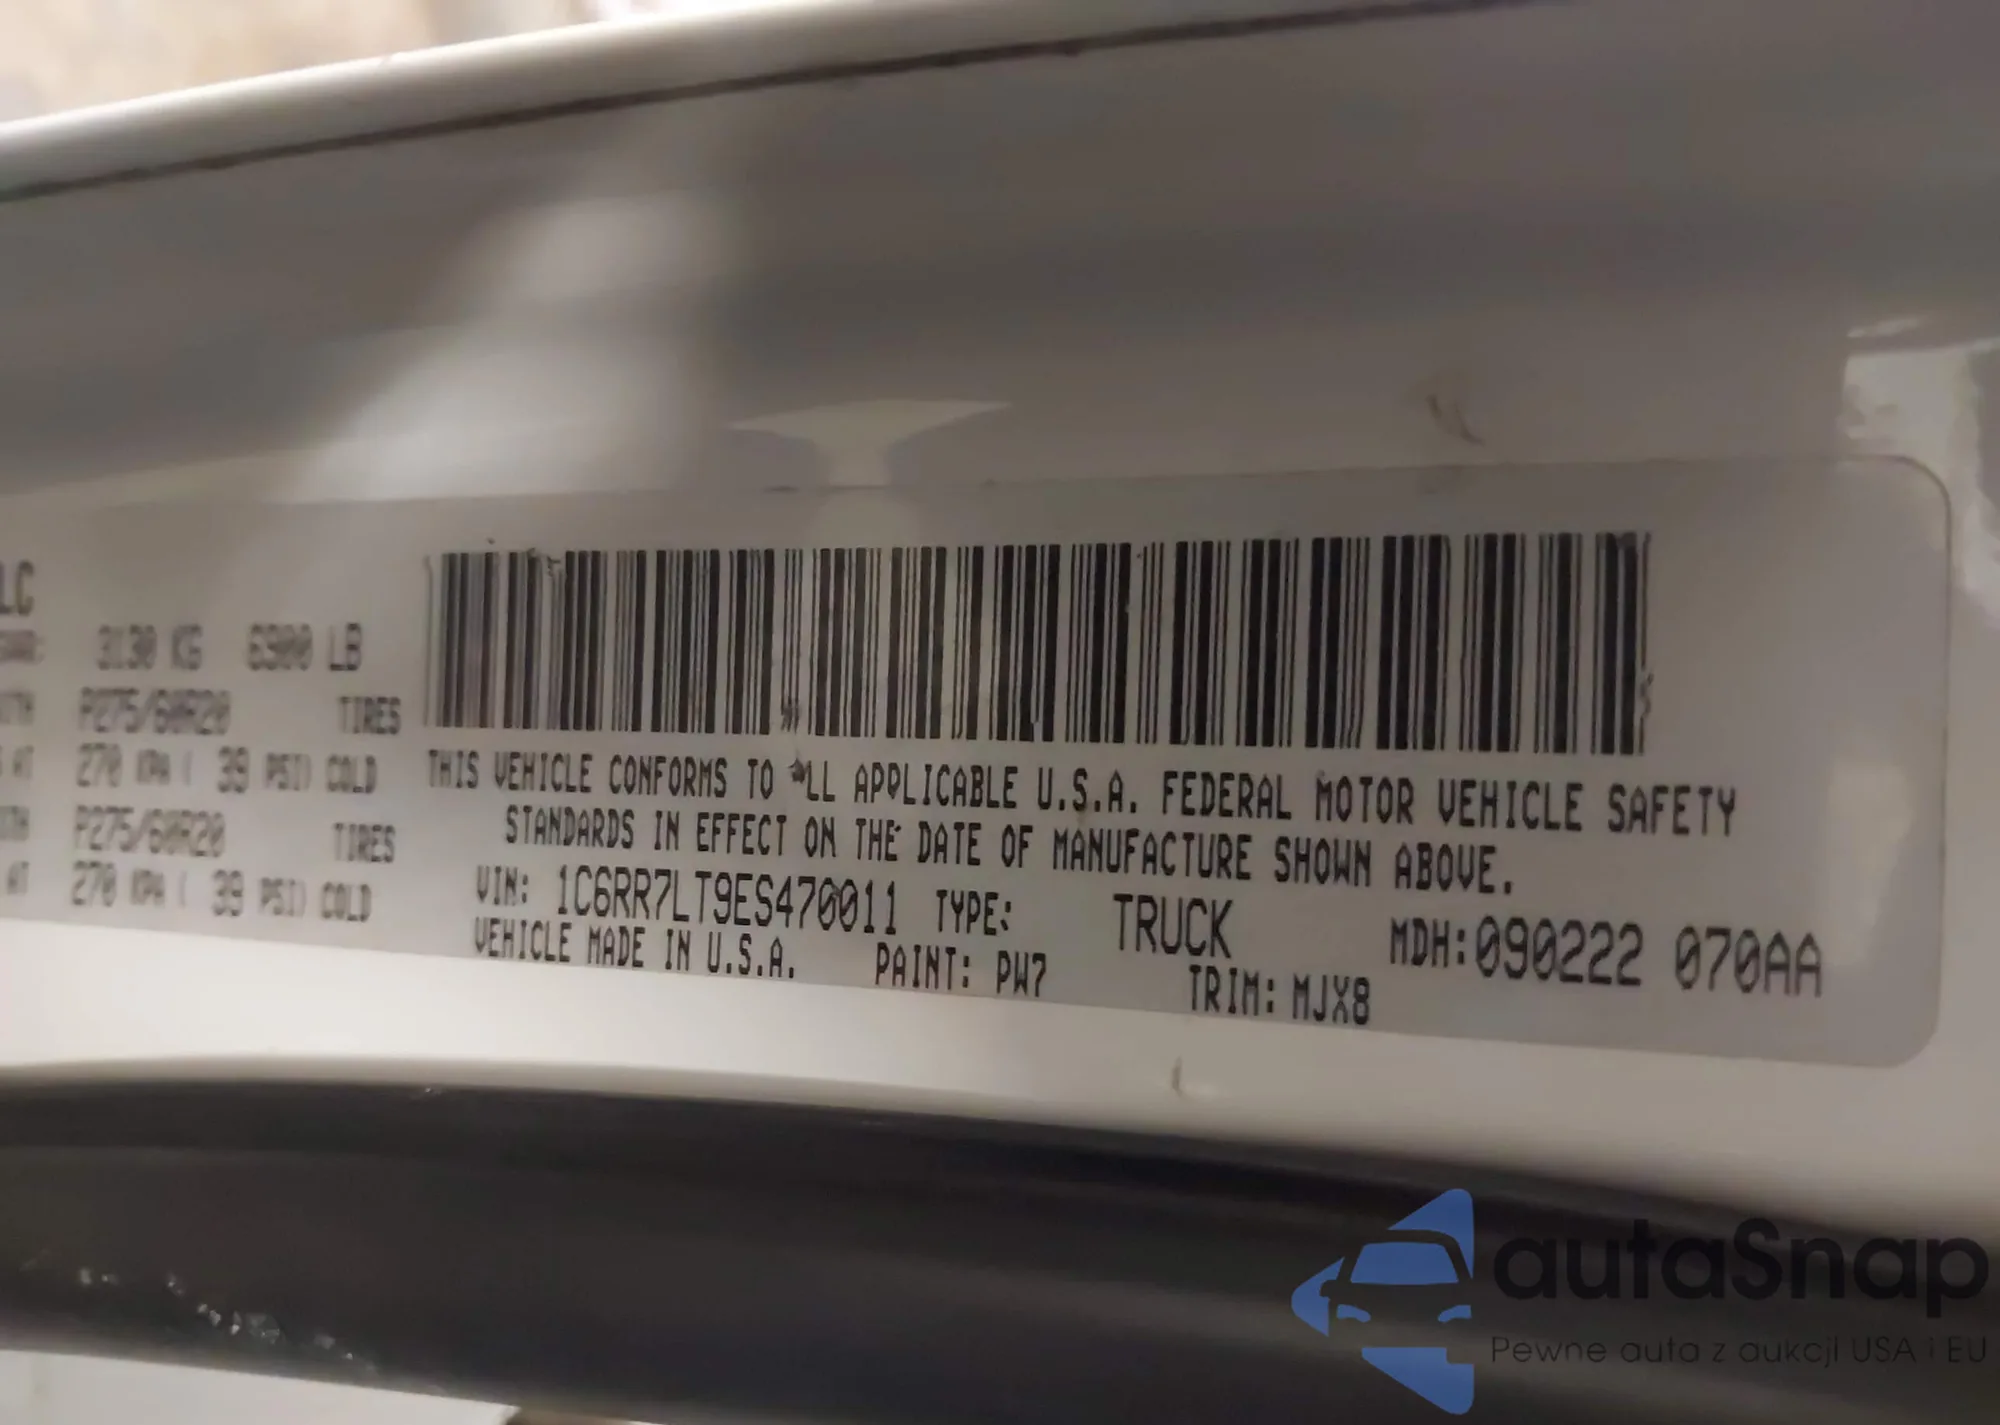 LC
3130 KG 6900 LB
P275/60R20 TIRES
AT 270 KPA ( 39 PSI) COLD
P275/60R20 TIRES
AT 270 KPA ( 39 PSI) COLD
THIS VEHICLE CONFORMS TO ALL APPLICABLE U.S.A. FEDERAL MOTOR VEHICLE SAFETY
STANDARDS IN EFFECT ON THE DATE OF MANUFACTURE SHOWN ABOVE.
VIN: 1C6RR7LT9ES470011 TYPE: TRUCK MDH:090222 070AA
VEHICLE MADE IN U.S.A. PAINT: PW7 TRIM: MJX8
autaSnap
Pewne auta z aukcji USA i EU